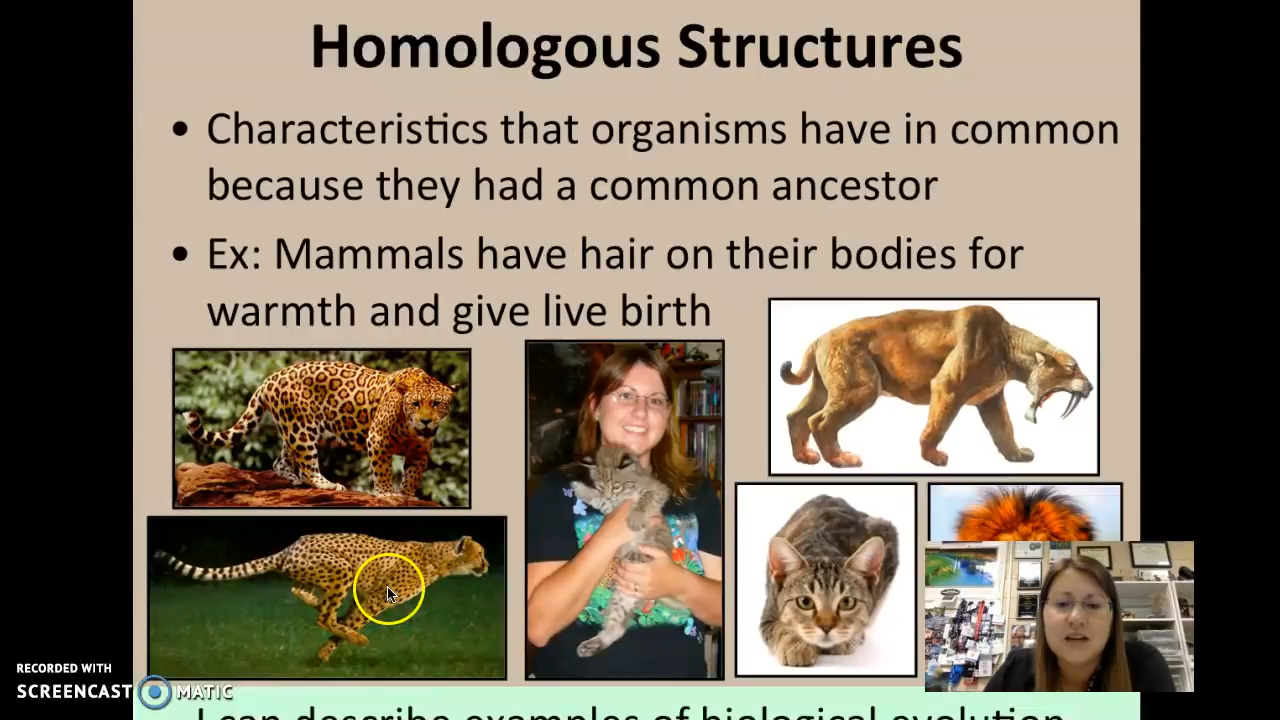 Homologous Structures
• Characteristics that organisms have in common
because they had a common ancestor
• Ex: Mammals have hair on their bodies for
warmth and give live birth
RECORDED WITH
SCREENCAST MATIC
I can describe examples of biological evolution